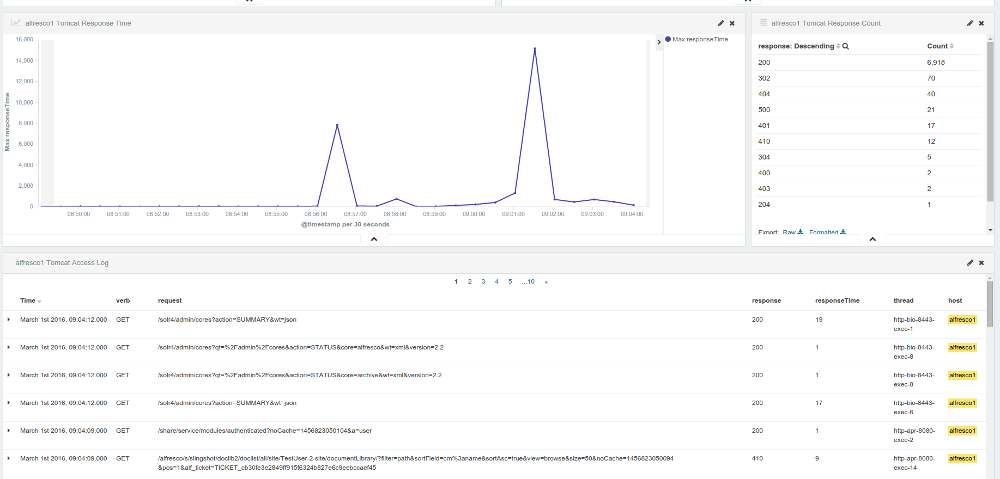 alfresco1 Tomcat Response Time
16,000
14,000
12,000
10,000
8,000
6,000
4,000
2,000
0
Max responseTime
08:50:00 08:51:00 08:52:00 08:53:00 08:54:00 08:55:00 08:56:00 08:57:00 08:58:00 08:59:00 09:00:00 09:01:00 09:02:00 09:03:00 09:04:00
@timestamp per 30 seconds
Max responseTime
alfresco1 Tomcat Response Count
response: Descending Count
200 6,918
302 70
404 40
500 21
401 17
410 12
304 5
400 2
403 2
204 1
Export: Raw Formatted
alfresco1 Tomcat Access Log
1 2 3 4 5 ...10 »
Time verb request response responseTime thread host
March 1st 2016, 09:04:12.000 GET /solr4/admin/cores?action=SUMMARY&wt=json 200 19 http-bio-8443- alfresco1
exec-1
March 1st 2016, 09:04:12.000 GET /solr4/admin/cores?qt=%2Fadmin%2Fcores&action=STATUS&core=alfresco&wt=xml&version=2.2 200 1 http-bio-8443- alfresco1
exec-8
March 1st 2016, 09:04:12.000 GET /solr4/admin/cores?qt=%2Fadmin%2Fcores&action=STATUS&core=archive&wt=xml&version=2.2 200 1 http-bio-8443- alfresco1
exec-8
March 1st 2016, 09:04:12.000 GET /solr4/admin/cores?action=SUMMARY&wt=json 200 17 http-bio-8443- alfresco1
exec-6
March 1st 2016, 09:04:09.000 GET /share/service/modules/authenticated?noCache=1456823050104&a=user 200 1 http-apr-8080- alfresco1
exec-2
March 1st 2016, 09:04:09.000 GET /alfresco/s/slingshot/doclib2/doclist/all/site/TestUser-2-site/documentLibrary/?filter=path&sortField=cm%3aname&sortAsc=true&view=browse&size=50&noCache=1456823050094 410 9 http-apr-8080- alfresco1
&pos=1&alf_ticket=TICKET_cb30fe3e2849ff915f6324b827e6c9eebccaef45 exec-14